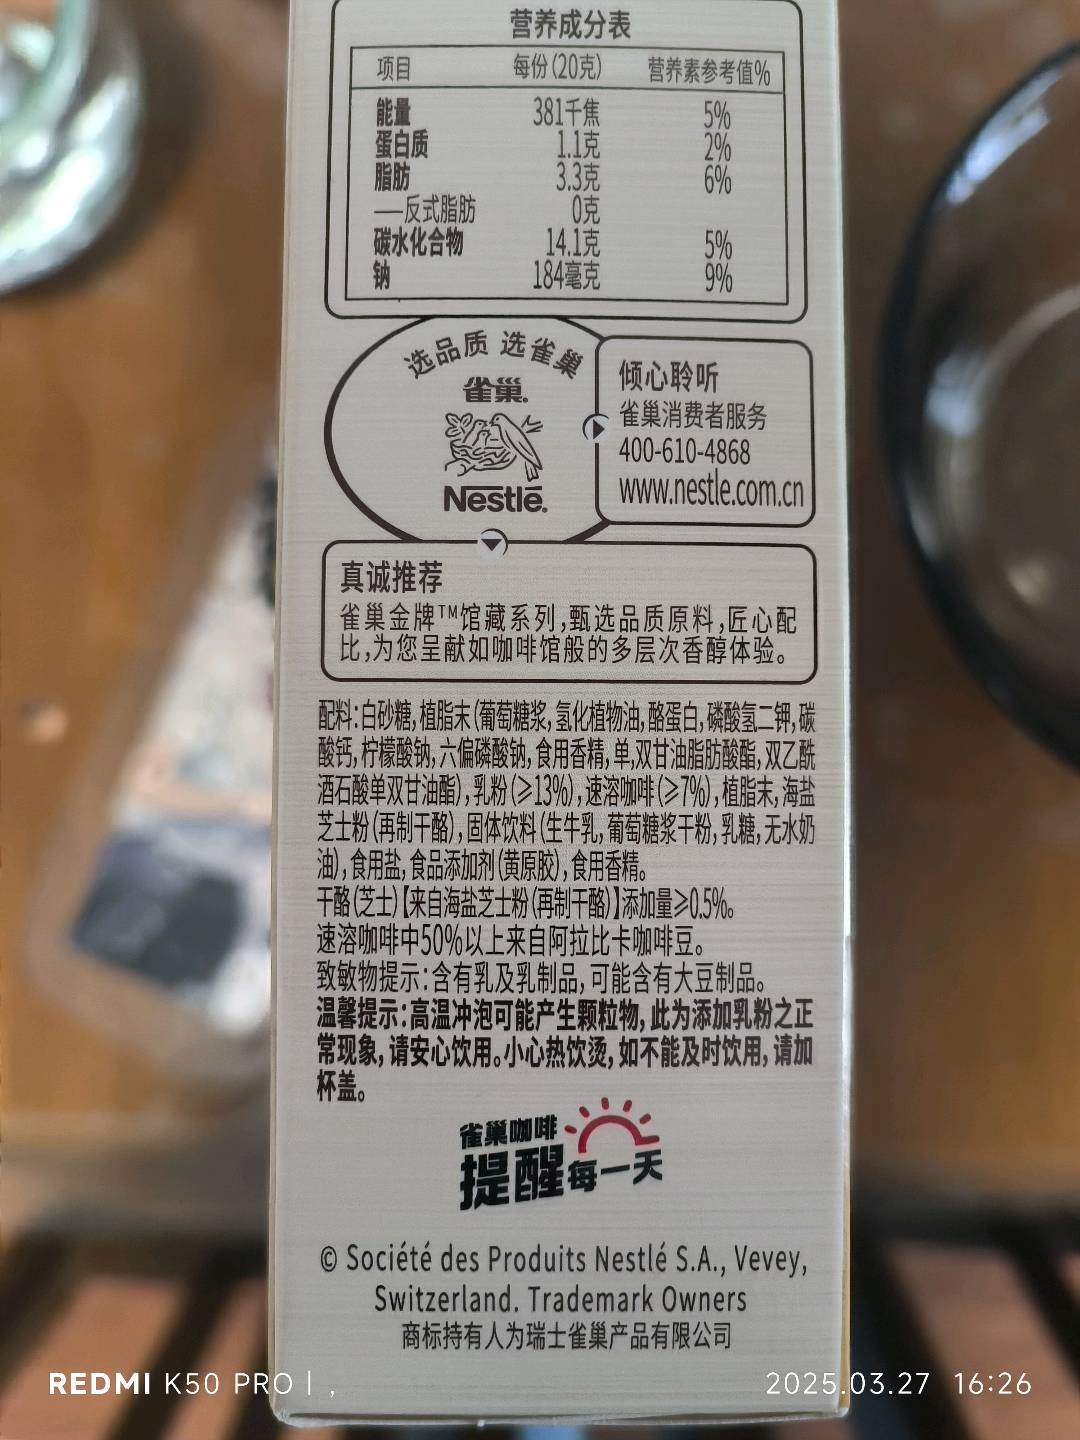 营养成分表
项目 每份(20克) 营养素参考值%
能量 381千焦 5%
蛋白质 1.1克 2%
脂肪 3.3克 6%
——反式脂肪 0克
碳水化合物 14.1克 5%
钠 184毫克 9%
选品质 选雀巢
雀巢.
Nestlé.
倾心聆听
雀巢消费者服务
400-610-4868
www.nestle.com.cn
真诚推荐
雀巢金牌™馆藏系列,甄选品质原料,匠心配
比,为您呈献如咖啡馆般的多层次香醇体验。
配料:白砂糖,植脂末(葡萄糖浆,氢化植物油,酪蛋白,磷酸氢二钾,碳
酸钙,柠檬酸钠,六偏磷酸钠,食用香精,单,双甘油脂肪酸酯,双乙酰
酒石酸单双甘油酯),乳粉(≥13%),速溶咖啡(≥7%),植脂末,海盐
芝士粉(再制干酪),固体饮料(生牛乳,葡萄糖浆干粉,乳糖,无水奶
油),食用盐,食品添加剂(黄原胶),食用香精。
干酪(芝士)【来自海盐芝士粉(再制干酪)】添加量≥0.5%。
速溶咖啡中50%以上来自阿拉比卡咖啡豆。
致敏物提示:含有乳及乳制品,可能含有大豆制品。
温馨提示:高温冲泡可能产生颗粒物,此为添加乳粉之正
常现象,请安心饮用。小心热饮烫,如不能及时饮用,请加
杯盖。
雀巢咖啡
提醒每一天
© Société des Produits Nestlé S.A., Vevey,
Switzerland. Trademark Owners
商标持有人为瑞士雀巢产品有限公司
REDMI K50 PRO | , 2025.03.27 16:26